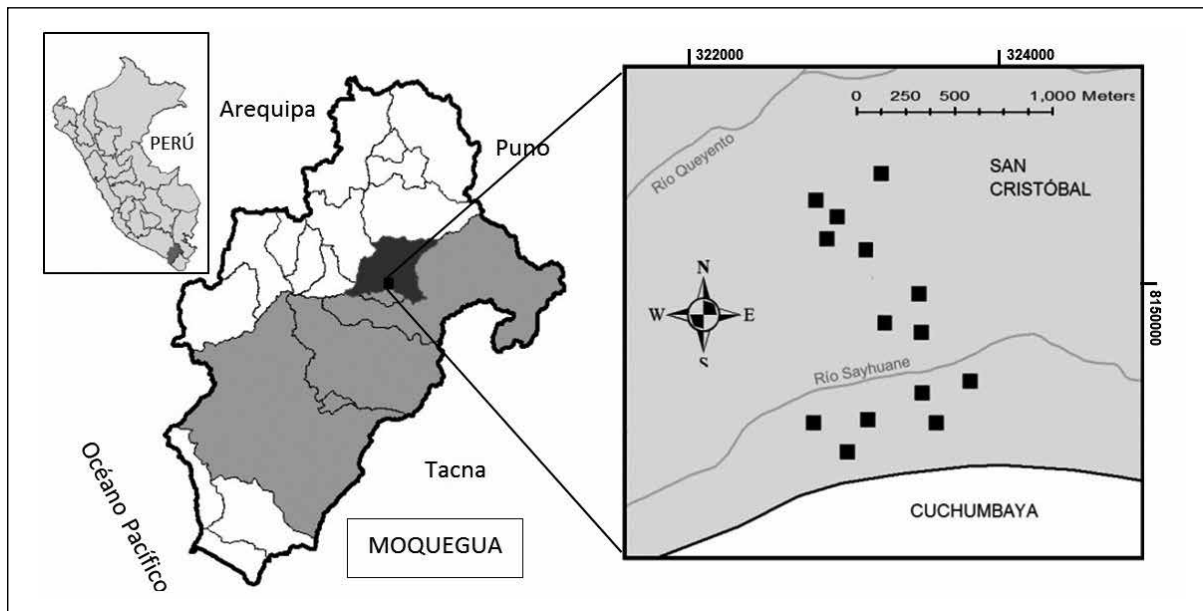 PERÚ
Arequipa
Puno
Tacna
Océano Pacífico
MOQUEGUA
322000
324000
8150000
0 250 500 1,000 Meters
Río Queyento
SAN
CRISTÓBAL
N
W E
S
Río Sayhuane
CUCHUMBAYA